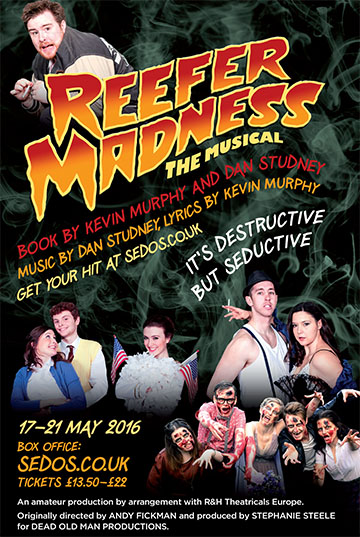 REEFER
MADNESS
THE MUSICAL
BOOK BY KEVIN MURPHY AND DAN STUDNEY
MUSIC BY DAN STUDNEY, LYRICS BY KEVIN MURPHY
GET YOUR HIT AT SEDOS.CO.UK
IT'S DESTRUCTIVE
BUT SEDUCTIVE
17–21 MAY 2016
BOX OFFICE:
SEDOS.CO.UK
TICKETS £13.50–£22
An amateur production by arrangement with R&H Theatricals Europe.
Originally directed by ANDY FICKMAN and produced by STEPHANIE STEELE
for DEAD OLD MAN PRODUCTIONS.